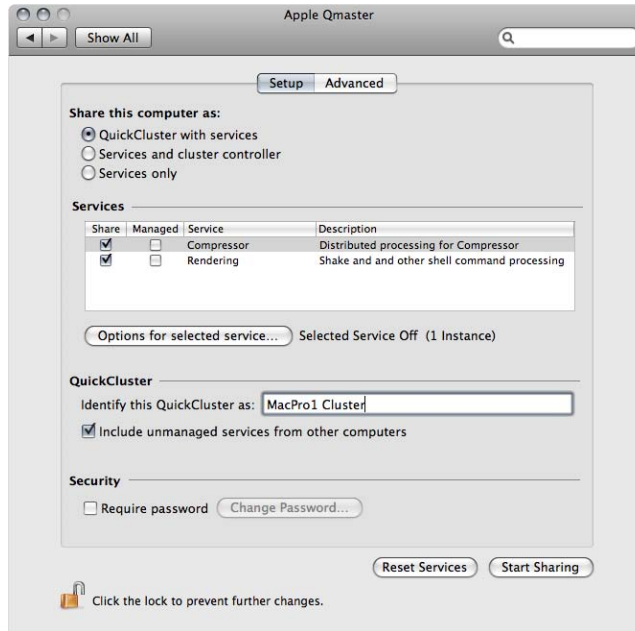 Apple Qmaster
Show All
Setup Advanced
Share this computer as:
QuickCluster with services
Services and cluster controller
Services only
Services
Share Managed Service Description
Compressor Distributed processing for Compressor
Rendering Shake and and other shell command processing
Options for selected service... Selected Service Off (1 Instance)
QuickCluster
Identify this QuickCluster as: MacPro1 Cluster
Include unmanaged services from other computers
Security
Require password Change Password...
Reset Services Start Sharing
Click the lock to prevent further changes.